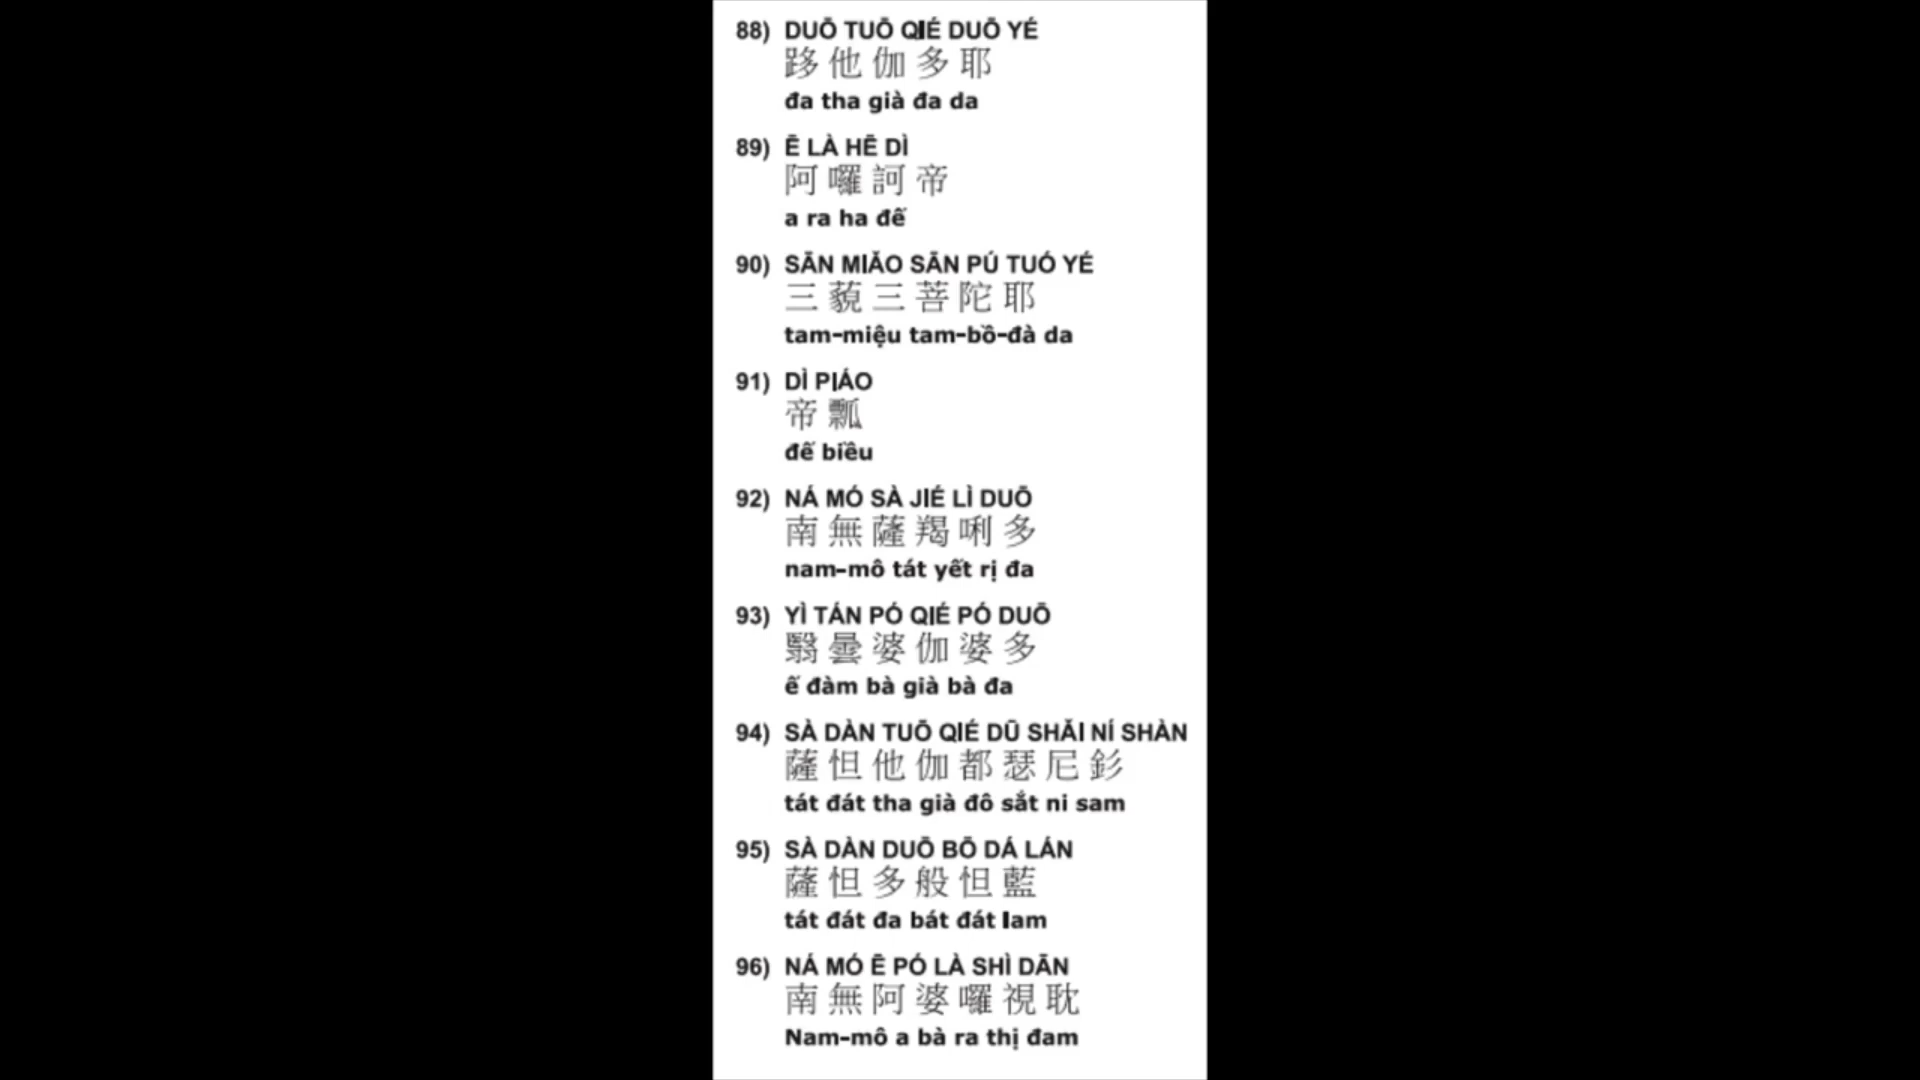 88) DUŌ TUŌ QIÉ DUŌ YÉ
跢 他 伽 多 耶
đa tha già đa da
89) Ē LÀ HĒ DÌ
阿 囉 訶 帝
a ra ha đế
90) SĀN MIǍO SĀN PÚ TUÓ YÉ
三 藐 三 菩 陀 耶
tam-miệu tam-bồ-đà da
91) DÌ PIÁO
帝 瓢
đế biều
92) NÁ MÓ SÀ JIÉ LÌ DUŌ
南 無 薩 羯 唎 多
nam-mô tát yết rị đa
93) YÌ TÁN PÓ QIÉ PÓ DUŌ
翳 曇 婆 伽 婆 多
ế đàm bà già bà đa
94) SÀ DÀN TUŌ QIÉ DŪ SHǍI NÍ SHÀN
薩 怛 他 伽 都 瑟 尼 釤
tát đát tha già đô sắt ni sam
95) SÀ DÀN DUŌ BŌ DÁ LÁN
薩 怛 多 般 怛 藍
tát đát đa bát đát lam
96) NÁ MÓ Ē PÓ LÀ SHÌ DĀN
南 無 阿 婆 囉 視 耽
Nam-mô a bà ra thị đam